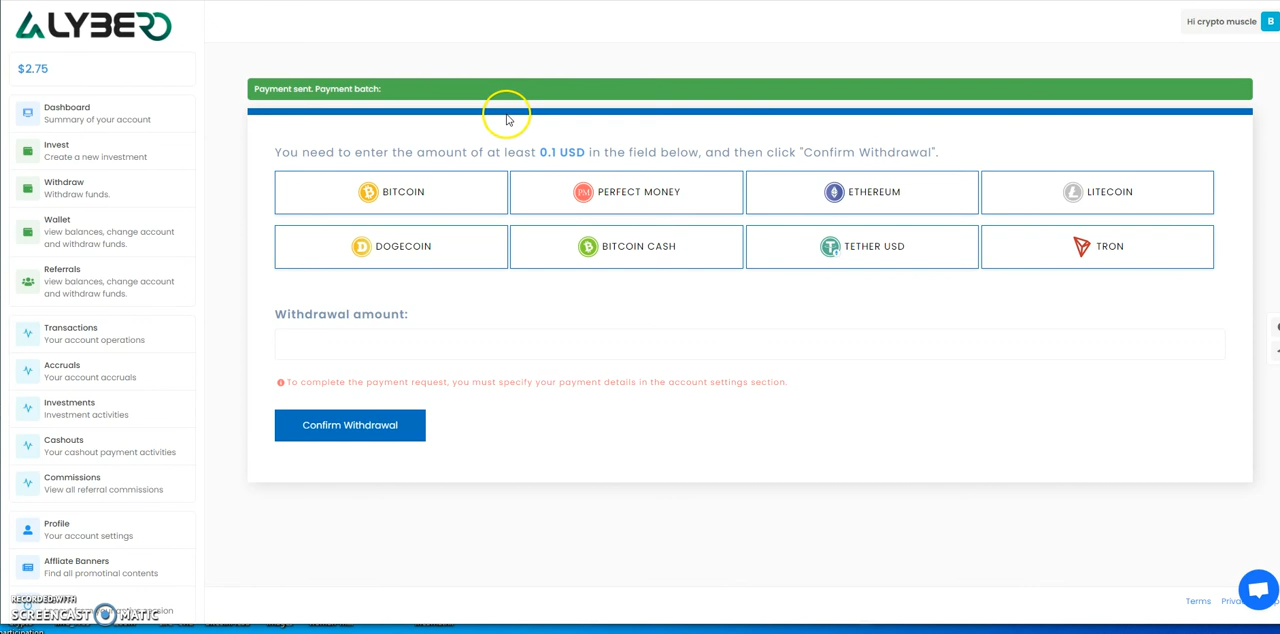 ALYBERO
Hi crypto muscle B
$2.75
Dashboard
Summary of your account
Invest
Create a new investment
Withdraw
Withdraw funds.
Wallet
view balances, change account
and withdraw funds.
Referrals
view balances, change account
and withdraw funds.
Transactions
Your account operations
Accruals
Your account accruals
Investments
Investment activities
Cashouts
Your cashout payment activities
Commissions
View all referral commissions
Profile
Your account settings
Affliate Banners
Find all promotinal contents
RECORDED WITH
SCREENCAST MATIC
Payment sent. Payment batch:
You need to enter the amount of at least 0.1 USD in the field below, and then click "Confirm Withdrawal".
BITCOIN
PM PERFECT MONEY
ETHEREUM
LITECOIN
DOGECOIN
BITCOIN CASH
TETHER USD
TRON
Withdrawal amount:
To complete the payment request, you must specify your payment details in the account settings section.
Confirm Withdrawal
Terms